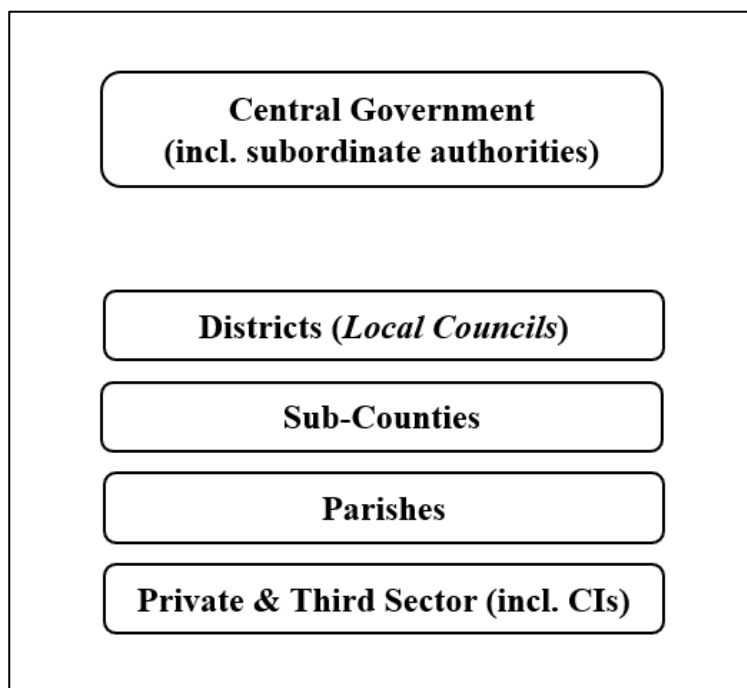 Central Government
(incl. subordinate authorities)
Districts (Local Councils)
Sub-Counties
Parishes
Private & Third Sector (incl. CIs)